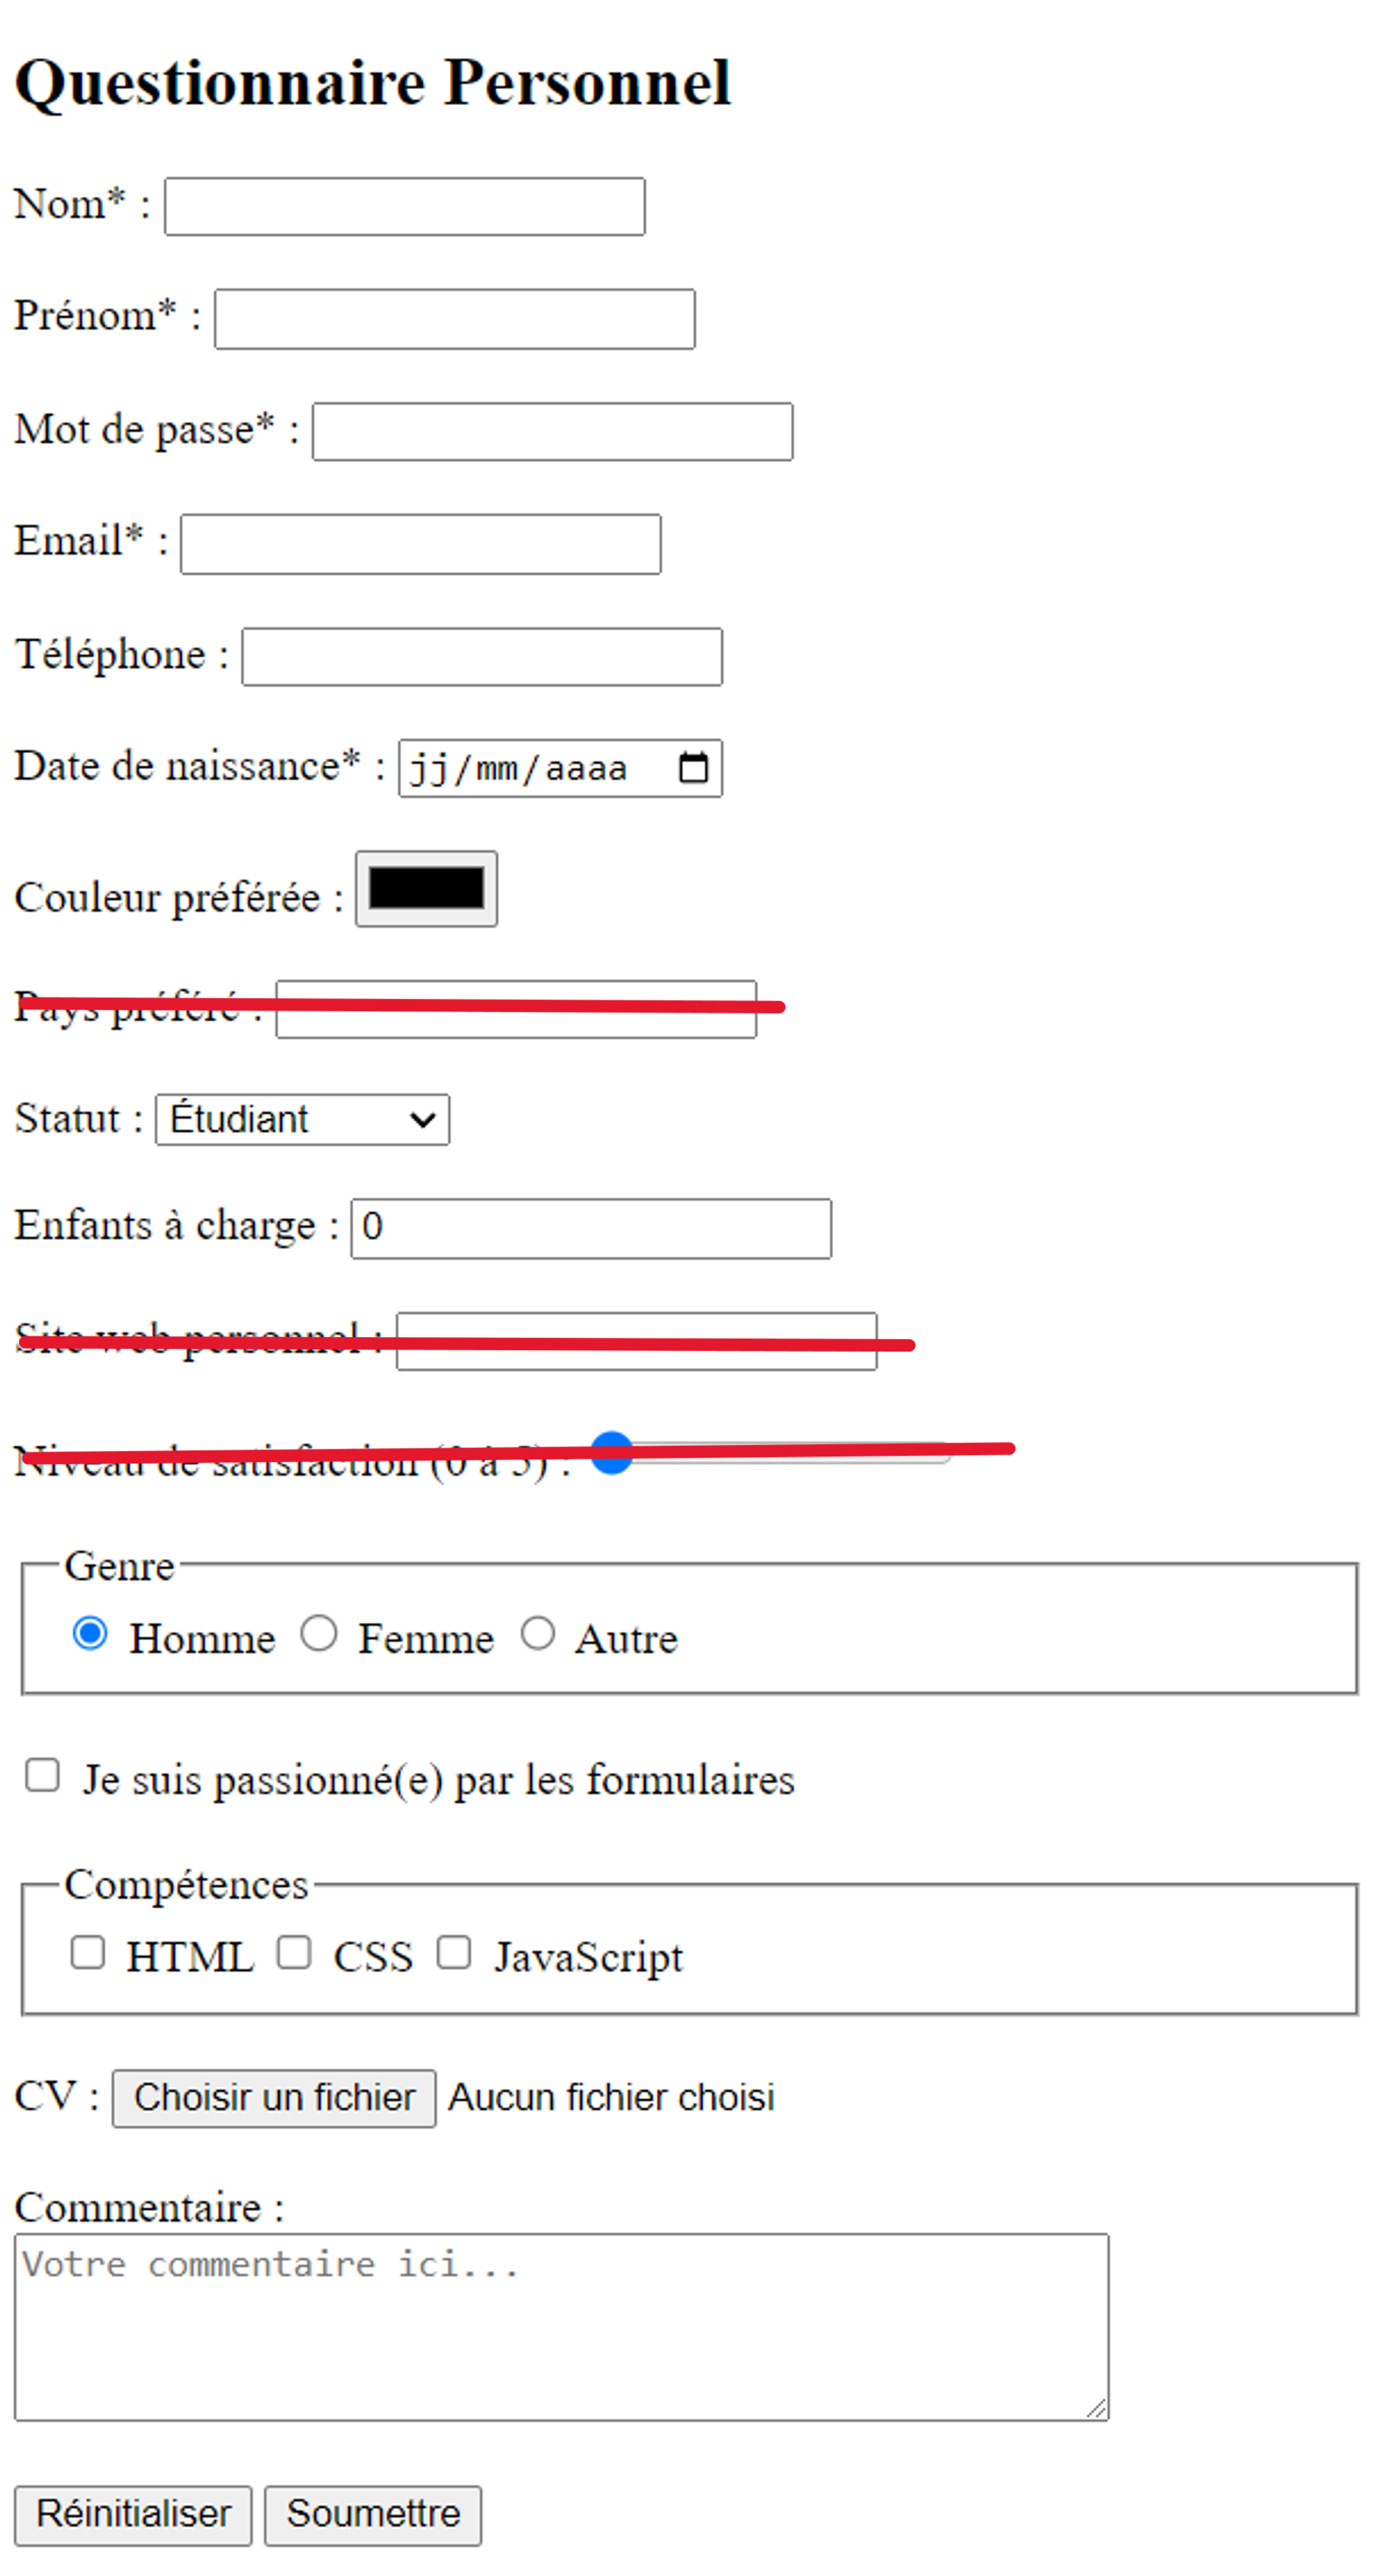 Questionnaire Personnel
Nom* :
Prénom* :
Mot de passe* :
Email* :
Téléphone :
Date de naissance* : jj/mm/aaaa
Couleur préférée :
Pays préféré :
Statut : Étudiant
Enfants à charge : 0
Site web personnel :
Niveau de satisfaction (0 à 5) :
Genre
Homme Femme Autre
Je suis passionné(e) par les formulaires
Compétences
HTML CSS JavaScript
CV : Choisir un fichier Aucun fichier choisi
Commentaire :
Votre commentaire ici...
Réinitialiser Soumettre